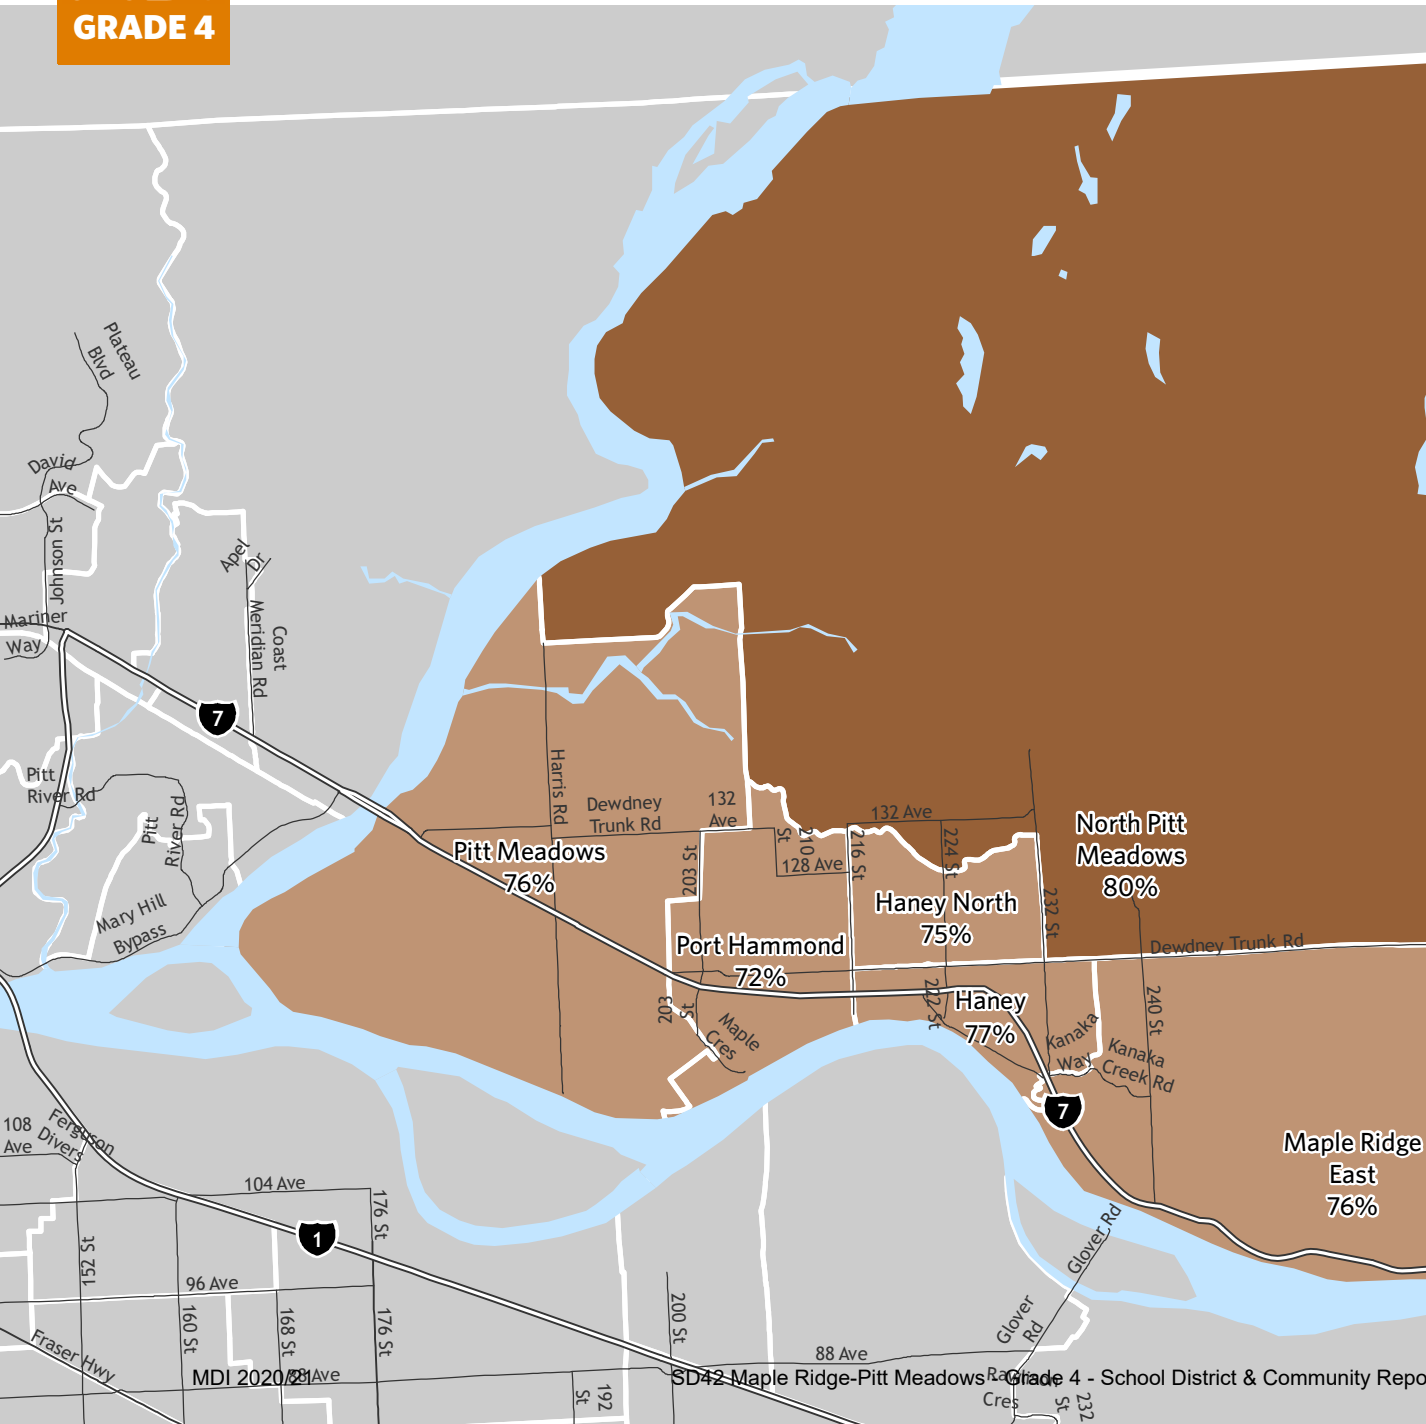 GRADE 4
Plateau
Blvd
David
Ave
Johnson St
Apel
Dr
Mariner
Way
Coast
Meridian Rd
7
Pitt
River Rd
Pitt
River Rd
Mary Hill
Bypass
Harris Rd
Dewdney
Trunk Rd
132
Ave
132 Ave
St
210
216 St
224 St
128 Ave
203 St
Pitt Meadows
76%
North Pitt
Meadows
80%
Haney North
75%
232 St
Port Hammond
72%
Dewdney Trunk Rd
203
St
Maple
Cres
222 St
Haney
77%
Kanaka
Way
Kanaka
Creek Rd
240 St
7
108
Ave
Ferguson
Divers
Maple Ridge
East
76%
104 Ave
176 St
1
152 St
96 Ave
160 St
168 St
176 St
200 St
Glover Rd
Glover
Rd
Fraser Hwy
88 Ave
88 Ave
St
192
Cres
St
232
MDI 2020/21
SD42 Maple Ridge-Pitt Meadows - Grade 4 - School District & Community Repo